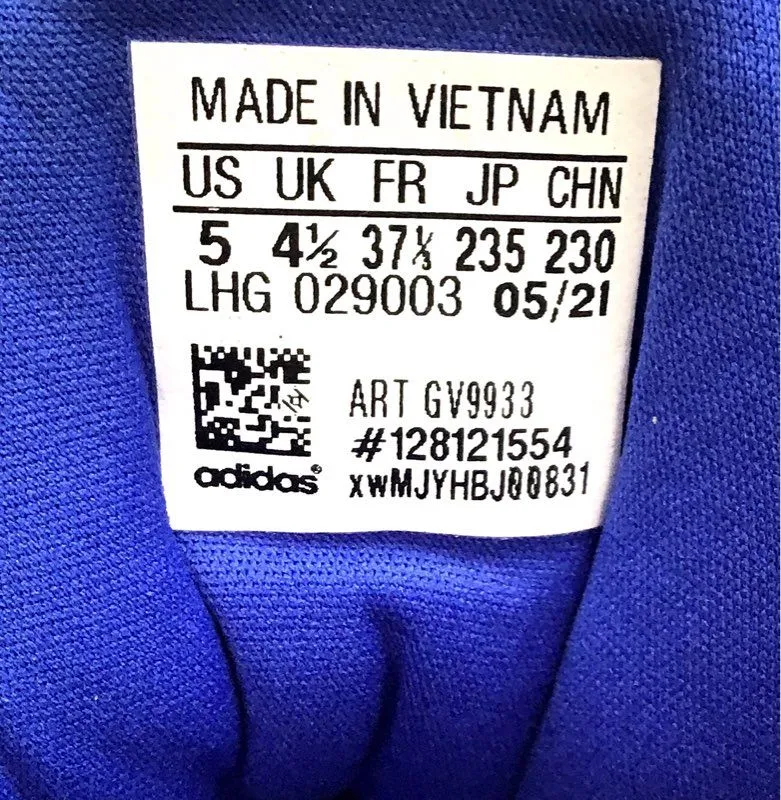 MADE IN VIETNAM
US UK FR JP CHN
5 4½ 37⅓ 235 230
LHG 029003 05/21
ART GV9933
#128121554
adidas® xwMJYHBJ00831